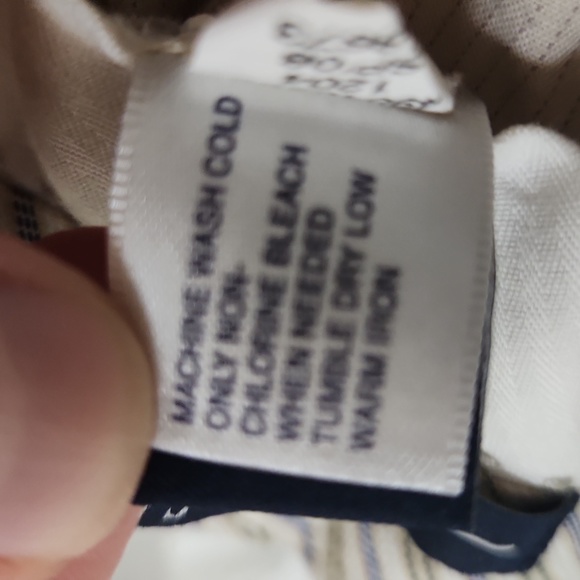 MACHINE WASH COLD
ONLY NON-
CHLORINE BLEACH
WHEN NEEDED
TUMBLE DRY LOW
WARM IRON